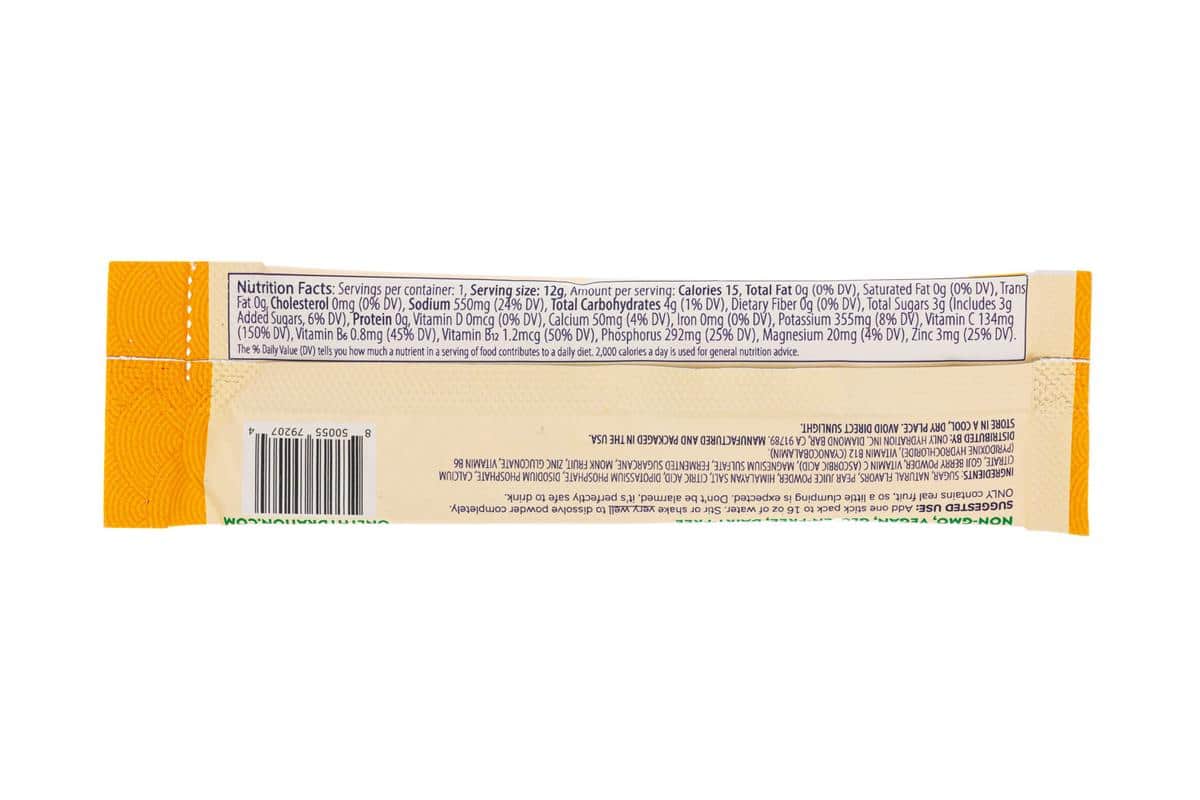 Nutrition Facts: Servings per container: 1, Serving size: 12g, Amount per serving: Calories 15, Total Fat 0g (0% DV), Saturated Fat 0g (0% DV), Trans
Fat 0g, Cholesterol 0mg (0% DV), Sodium 550mg (24% DV), Total Carbohydrates 4g (1% DV), Dietary Fiber 0g (0% DV), Total Sugars 3g (Includes 3g
Added Sugars, 6% DV), Protein 0g, Vitamin D 0mcg (0% DV), Calcium 50mg (4% DV), Iron 0mg (0% DV), Potassium 355mg (8% DV), Vitamin C 134mg
(150% DV), Vitamin B6 0.8mg (45% DV), Vitamin B12 1.2mcg (50% DV), Phosphorus 292mg (25% DV), Magnesium 20mg (4% DV), Zinc 3mg (25% DV).
The % Daily Value (DV) tells you how much a nutrient in a serving of food contributes to a daily diet. 2,000 calories a day is used for general nutrition advice.
NON-GMO, VEGAN, GLUTEN-FREE, DAIRY-FREE
ONLYHYDRATION.COM
SUGGESTED USE: Add one stick pack to 16 oz of water. Stir or shake very well to dissolve powder completely.
ONLY contains real fruit, so a little clumping is expected. Don't be alarmed, it's perfectly safe to drink.
INGREDIENTS: SUGAR, NATURAL FLAVORS, PEAR JUICE POWDER, HIMALAYAN SALT, CITRIC ACID, DIPOTASSIUM PHOSPHATE, DISODIUM PHOSPHATE, CALCIUM
CITRATE, GOJI BERRY POWDER, VITAMIN C (ASCORBIC ACID), MAGNESIUM SULFATE, FERMENTED SUGARCANE, MONK FRUIT, ZINC GLUCONATE, VITAMIN B6
(PYRIDOXINE HYDROCHLORIDE), VITAMIN B12 (CYANOCOBALAMIN).
DISTRIBUTED BY: ONLY HYDRATION INC. DIAMOND BAR, CA 91789. MANUFACTURED AND PACKAGED IN THE USA.
STORE IN A COOL, DRY PLACE. AVOID DIRECT SUNLIGHT.
8 50055 79207 4